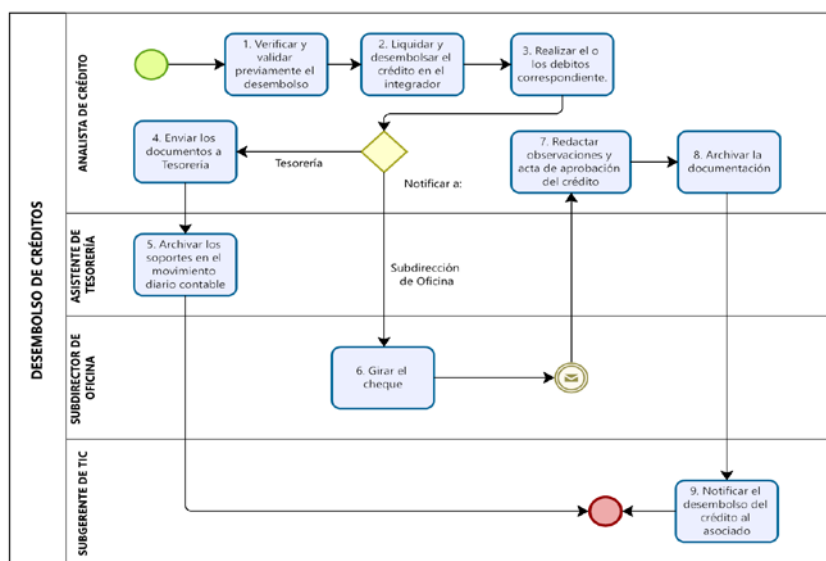 DESEMBOLSO DE CRÉDITOS
ANALISTA DE CRÉDITO
1. Verificar y
validar
previamente el
desembolso
2. Liquidar y
desembolsar el
crédito en el
integrador
3. Realizar el o
los debitos
correspondiente.
4. Enviar los
documentos a
Tesorería
Tesorería
Notificar a:
7. Redactar
observaciones y
acta de aprobación
del crédito
8. Archivar la
documentación
ASISTENTE DE
TESORERÍA
5. Archivar los
soportes en el
movimiento
diario contable
Subdirección
de Oficina
SUBDIRECTOR DE
OFICINA
6. Girar el
cheque
SUBGERENTE DE TIC
9. Notificar el
desembolso del
crédito al
asociado